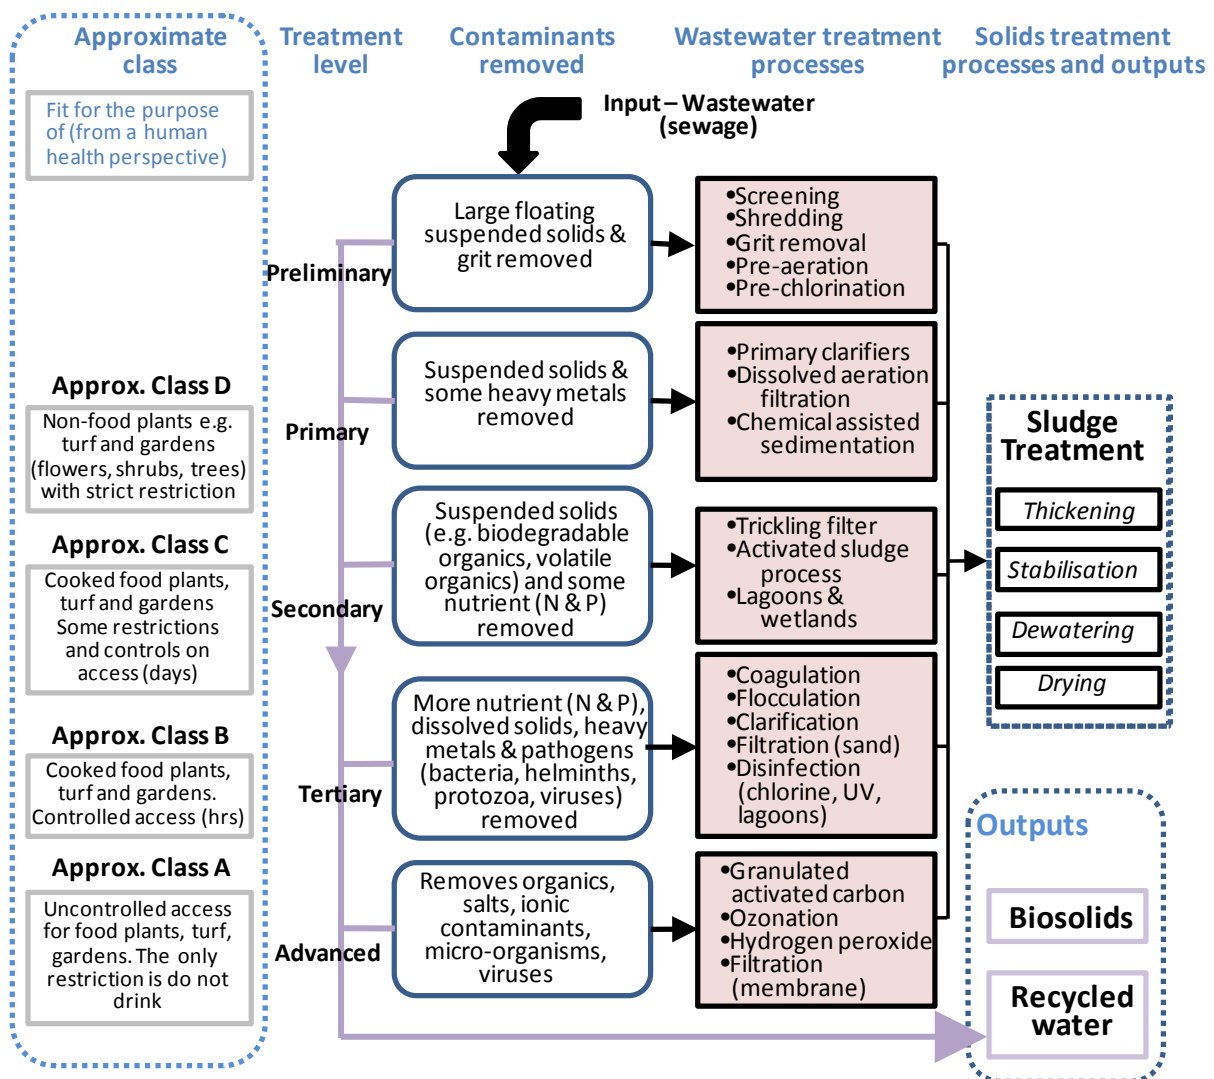 Approximate
class
Treatment
level
Contaminants
removed
Wastewater treatment
processes
Solids treatment
processes and outputs
Fit for the purpose
of (from a human
health perspective)
Input – Wastewater
(sewage)
Preliminary
Large floating
suspended solids &
grit removed
•Screening
•Shredding
•Grit removal
•Pre-aeration
•Pre-chlorination
Approx. Class D
Non-food plants e.g.
turf and gardens
(flowers, shrubs, trees)
with strict restriction
Primary
Suspended solids &
some heavy metals
removed
•Primary clarifiers
•Dissolved aeration
filtration
•Chemical assisted
sedimentation
Approx. Class C
Cooked food plants,
turf and gardens
Some restrictions
and controls on
access (days)
Secondary
Suspended solids
(e.g. biodegradable
organics, volatile
organics) and some
nutrient (N & P)
removed
•Trickling filter
•Activated sludge
process
•Lagoons &
wetlands
Sludge
Treatment
Thickening
Stabilisation
Dewatering
Drying
Approx. Class B
Cooked food plants,
turf and gardens.
Controlled access (hrs)
Tertiary
More nutrient (N & P),
dissolved solids, heavy
metals & pathogens
(bacteria, helminths,
protozoa, viruses)
removed
•Coagulation
•Flocculation
•Clarification
•Filtration (sand)
•Disinfection
(chlorine, UV,
lagoons)
Approx. Class A
Uncontrolled access
for food plants, turf,
gardens. The only
restriction is do not
drink
Advanced
Removes organics,
salts, ionic
contaminants,
micro-organisms,
viruses
•Granulated
activated carbon
•Ozonation
•Hydrogen peroxide
•Filtration
(membrane)
Outputs
Biosolids
Recycled
water